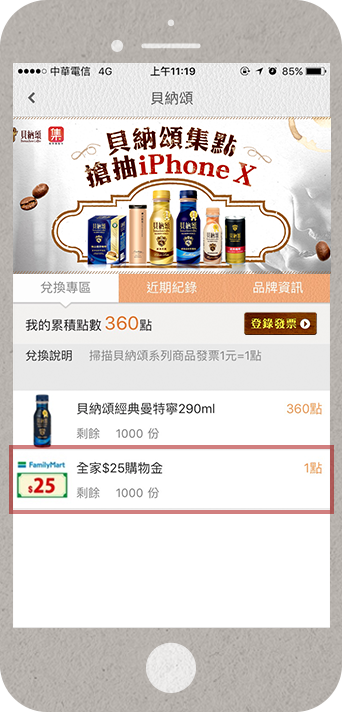 中華電信 4G 上午11:19 85%
貝納頌
貝納頌 集
貝納頌集點
搶抽iPhone X
兌換專區 近期紀錄 品牌資訊
我的累積點數 360點 登錄發票
兌換說明 掃描貝納頌系列商品發票1元=1點
貝納頌經典曼特寧290ml 360點
剩餘 1000 份
FamilyMart 全家$25購物金 1點
$25 剩餘 1000 份